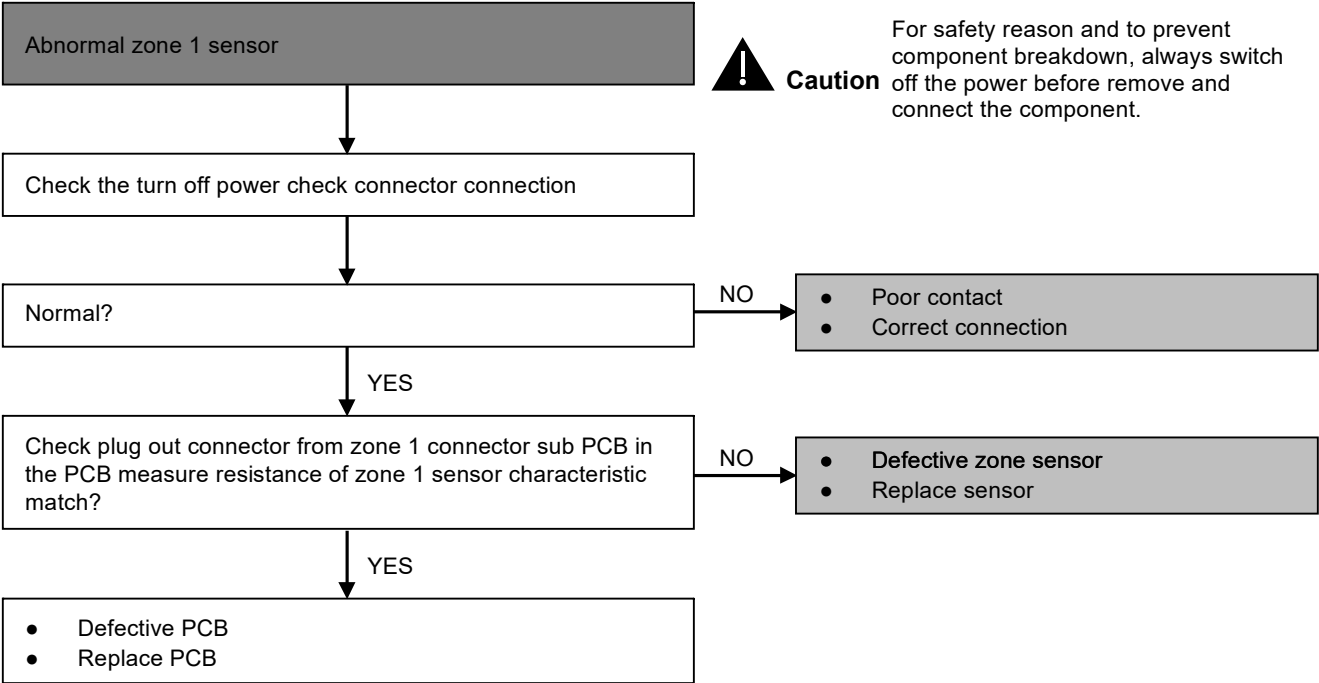 Abnormal zone 1 sensor
Caution
For safety reason and to prevent
component breakdown, always switch
off the power before remove and
connect the component.
Check the turn off power check connector connection
Normal?
NO
● Poor contact
● Correct connection
YES
Check plug out connector from zone 1 connector sub PCB in
the PCB measure resistance of zone 1 sensor characteristic
match?
NO
● Defective zone sensor
● Replace sensor
YES
● Defective PCB
● Replace PCB